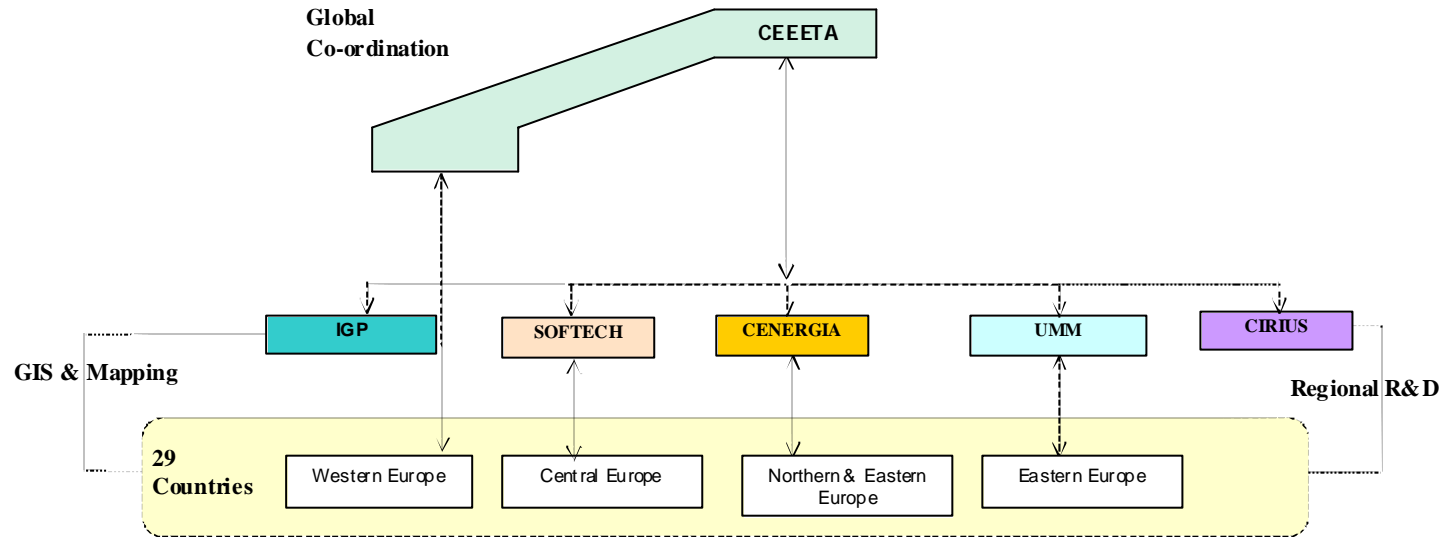 Global
Co-ordination
CEEETA
IGP
SOFTECH
CENERGIA
UMM
CIRIUS
GIS & Mapping
Regional R&D
29
Countries
Western Europe
Central Europe
Northern & Eastern
Europe
Eastern Europe